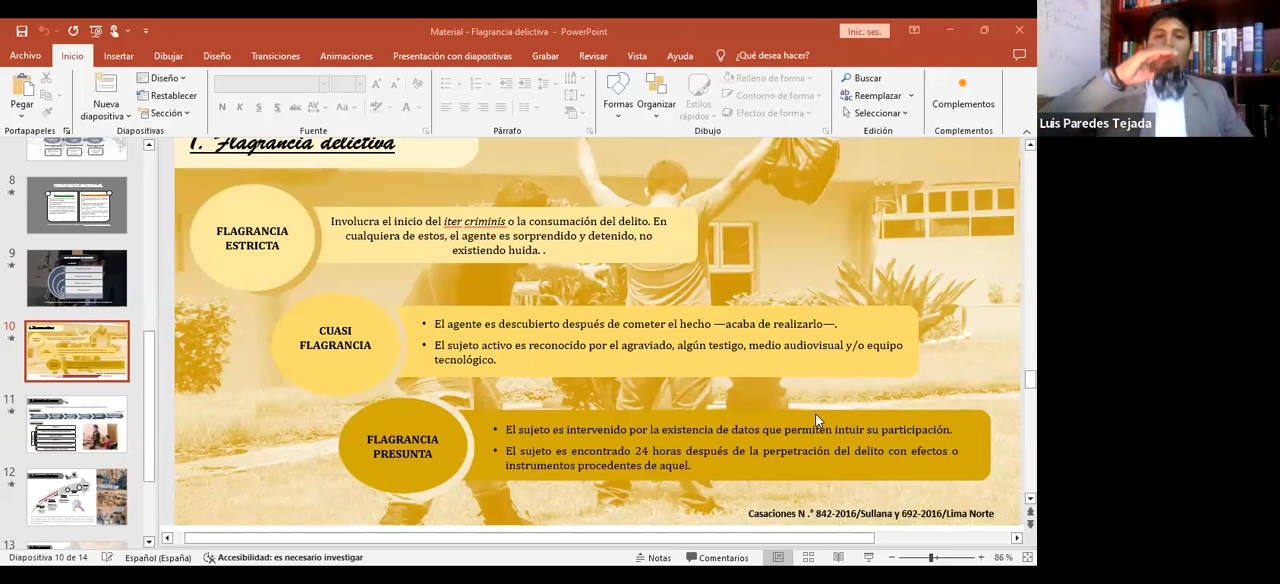 Material - Flagrancia delictiva - PowerPoint
Inic. ses.
Archivo Inicio Insertar Dibujar Diseño Transiciones Animaciones Presentación con diapositivas Grabar Revisar Vista Ayuda ¿Qué desea hacer?
Pegar
Nueva diapositiva
Diseño
Restablecer
Sección
N K S S abc AV Aa A
Formas
Organizar
Estilos rápidos
Relleno de forma
Contorno de forma
Efectos de forma
Buscar
Reemplazar
Seleccionar
Complementos
Portapapeles Diapositivas Fuente Párrafo Dibujo Edición Complementos
Luis Paredes Tejada
8
9
10
11
12
13
1. Flagrancia delictiva
FLAGRANCIA
ESTRICTA
Involucra el inicio del iter criminis o la consumación del delito. En
cualquiera de estos, el agente es sorprendido y detenido, no
existiendo huida. .
CUASI
FLAGRANCIA
• El agente es descubierto después de cometer el hecho —acaba de realizarlo—.
• El sujeto activo es reconocido por el agraviado, algún testigo, medio audiovisual y/o equipo
tecnológico.
FLAGRANCIA
PRESUNTA
• El sujeto es intervenido por la existencia de datos que permiten intuir su participación.
• El sujeto es encontrado 24 horas después de la perpetración del delito con efectos o
instrumentos procedentes de aquel.
Casaciones N .° 842-2016/Sullana y 692-2016/Lima Norte
Diapositiva 10 de 14 Español (España) Accesibilidad: es necesario investigar Notas Comentarios 86 %